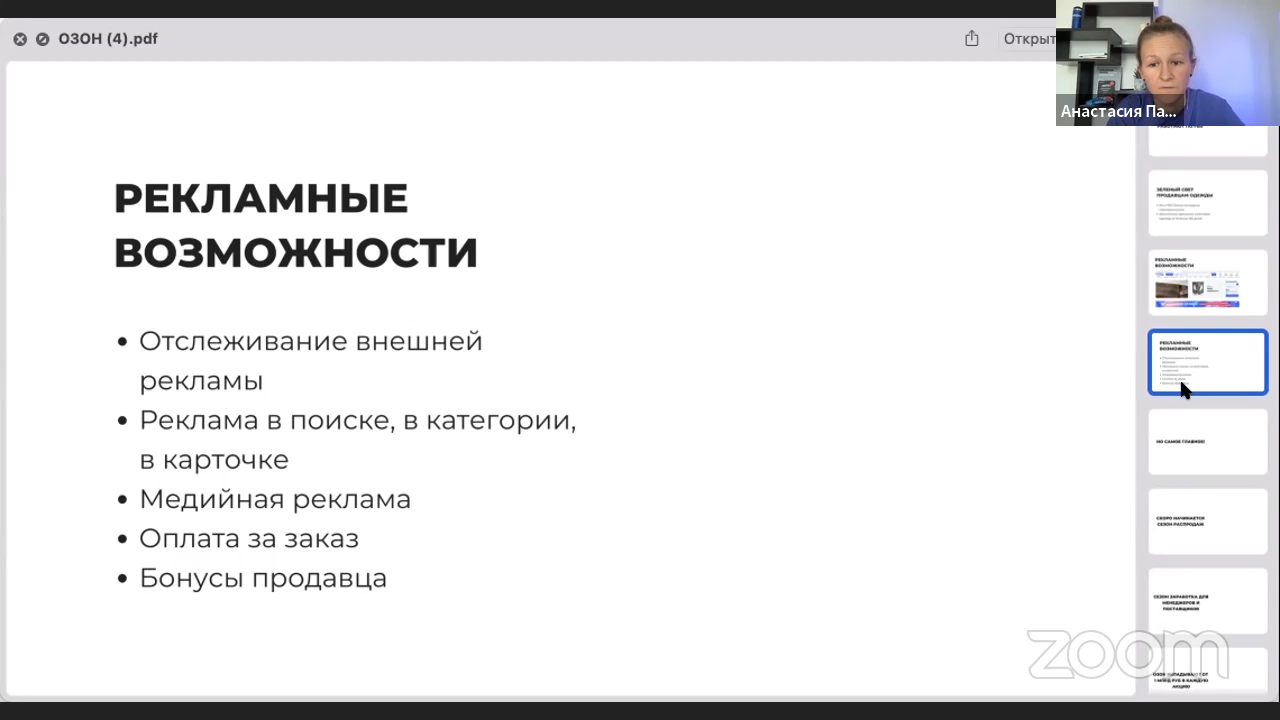 ОЗОН (4).pdf
Открыт
Анастасия Па...
РЕКЛАМНЫЕ
ВОЗМОЖНОСТИ
• Отслеживание внешней
рекламы
• Реклама в поиске, в категории,
в карточке
• Медийная реклама
• Оплата за заказ
• Бонусы продавца
ЗЕЛЕНЫЙ СВЕТ
ПРОДАВЦАМ ОДЕЖДЫ
РЕКЛАМНЫЕ
ВОЗМОЖНОСТИ
РЕКЛАМНЫЕ
ВОЗМОЖНОСТИ
НО САМОЕ ГЛАВНОЕ!
СКОРО НАЧИНАЕТСЯ
СЕЗОН РАСПРОДАЖ
СЕЗОН ЗАРАБОТКА ДЛЯ
МЕНЕДЖЕРОВ И
ПОСТАВЩИКОВ
zoom